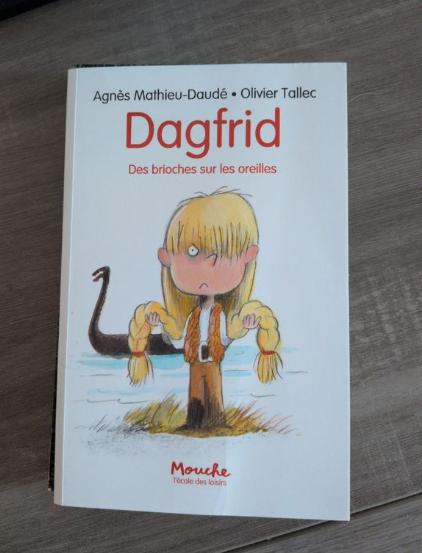 Agnès Mathieu-Daudé • Olivier Tallec
Dagfrid
Des brioches sur les oreilles
Mouche
l'école des loisirs